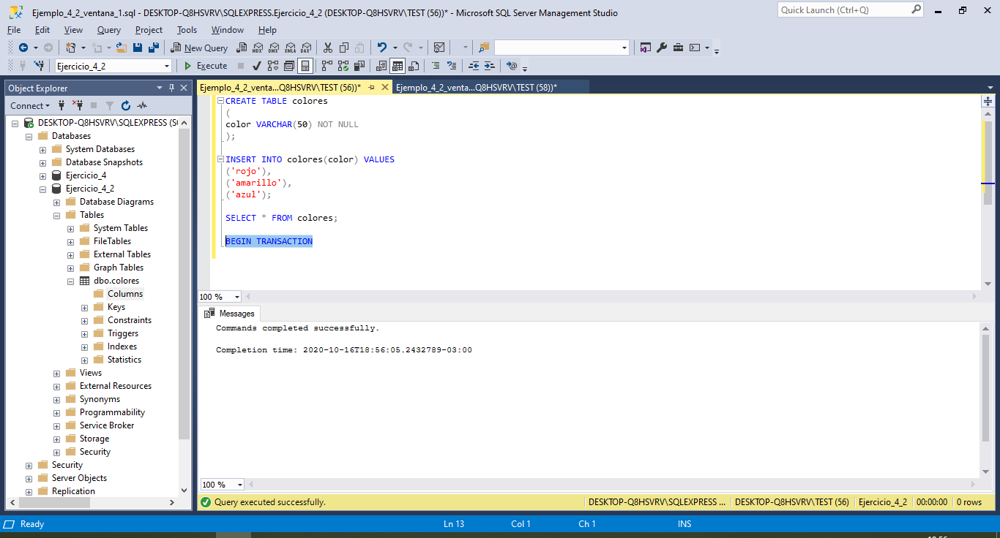 Ejemplo_4_2_ventana_1.sql - DESKTOP-Q8HSVRV\SQLEXPRESS.Ejercicio_4_2 (DESKTOP-Q8HSVRV\TEST (56))* - Microsoft SQL Server Management Studio
Quick Launch (Ctrl+Q)
File Edit View Query Project Tools Window Help
New Query MDX DMX XMLA DAX
Ejercicio_4_2 Execute
Object Explorer
Ejemplo_4_2_venta...Q8HSVRV\TEST (56))* Ejemplo_4_2_venta...Q8HSVRV\TEST (58))*
Connect
DESKTOP-Q8HSVRV\SQLEXPRESS (S
Databases
System Databases
Database Snapshots
Ejercicio_4
Ejercicio_4_2
Database Diagrams
Tables
System Tables
FileTables
External Tables
Graph Tables
dbo.colores
Columns
Keys
Constraints
Triggers
Indexes
Statistics
Views
External Resources
Synonyms
Programmability
Service Broker
Storage
Security
Security
Server Objects
Replication
CREATE TABLE colores
(
color VARCHAR(50) NOT NULL
);
INSERT INTO colores(color) VALUES
('rojo'),
('amarillo'),
('azul');
SELECT * FROM colores;
BEGIN TRANSACTION
100 %
Messages
Commands completed successfully.
Completion time: 2020-10-16T18:56:05.2432789-03:00
100 %
Query executed successfully. DESKTOP-Q8HSVRV\SQLEXPRESS ... DESKTOP-Q8HSVRV\TEST (56) Ejercicio_4_2 00:00:00 0 rows
Ready Ln 13 Col 1 Ch 1 INS